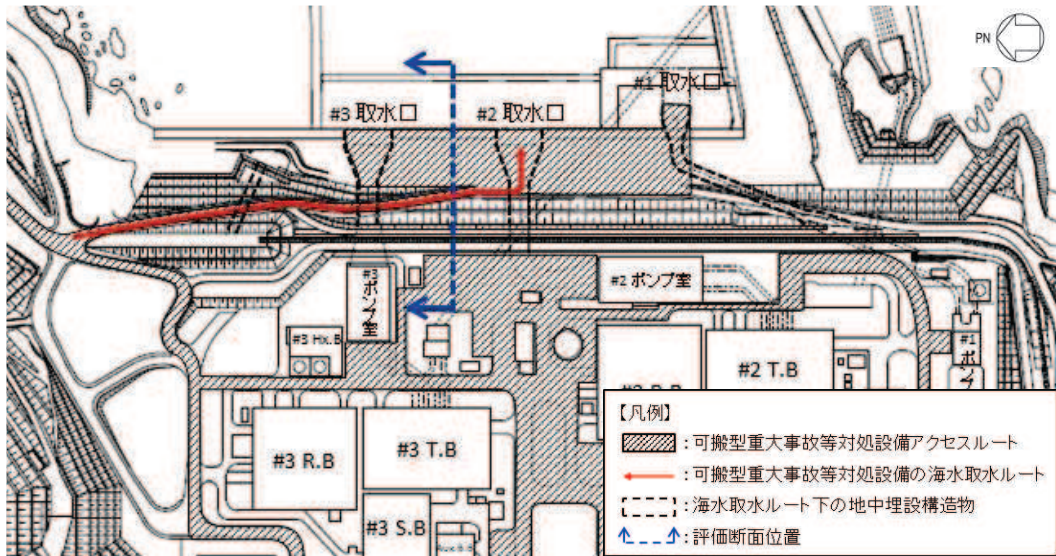 PN
#1 取水口
#3 取水口
#2 取水口
#3 ポンプ室
#2 ポンプ室
#3 Hx.B
#1
#2 T.B
#3 R.B
#3 T.B
#3 S.B
【凡例】
:可搬型重大事故等対処設備アクセスルート
:可搬型重大事故等対処設備の海水取水ルート
:海水取水ルート下の地中埋設構造物
:評価断面位置